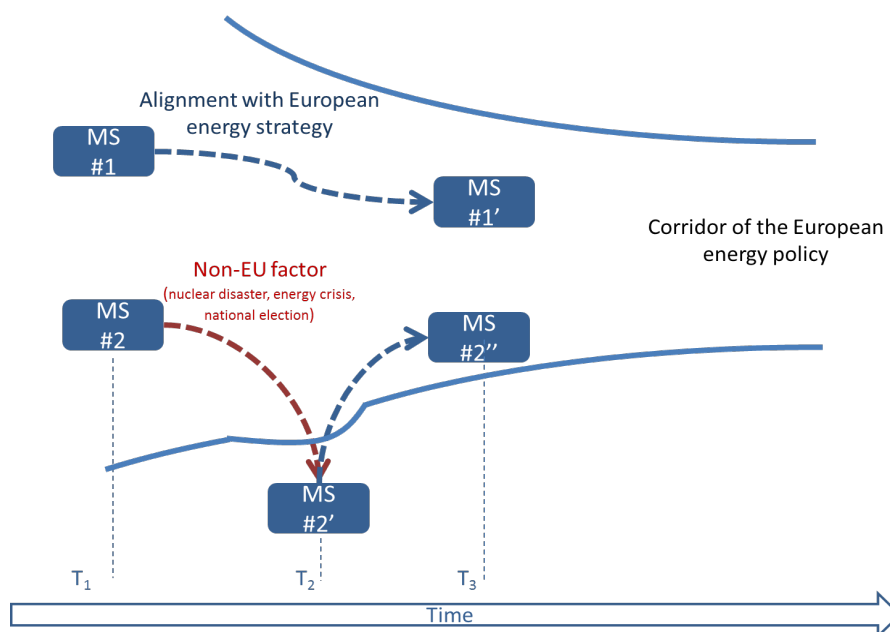 Alignment with European
energy strategy
MS
#1
MS
#1’
Corridor of the European
energy policy
Non-EU factor
(nuclear disaster, energy crisis,
national election)
MS
#2
MS
#2’’
MS
#2’
T1
T2
T3
Time